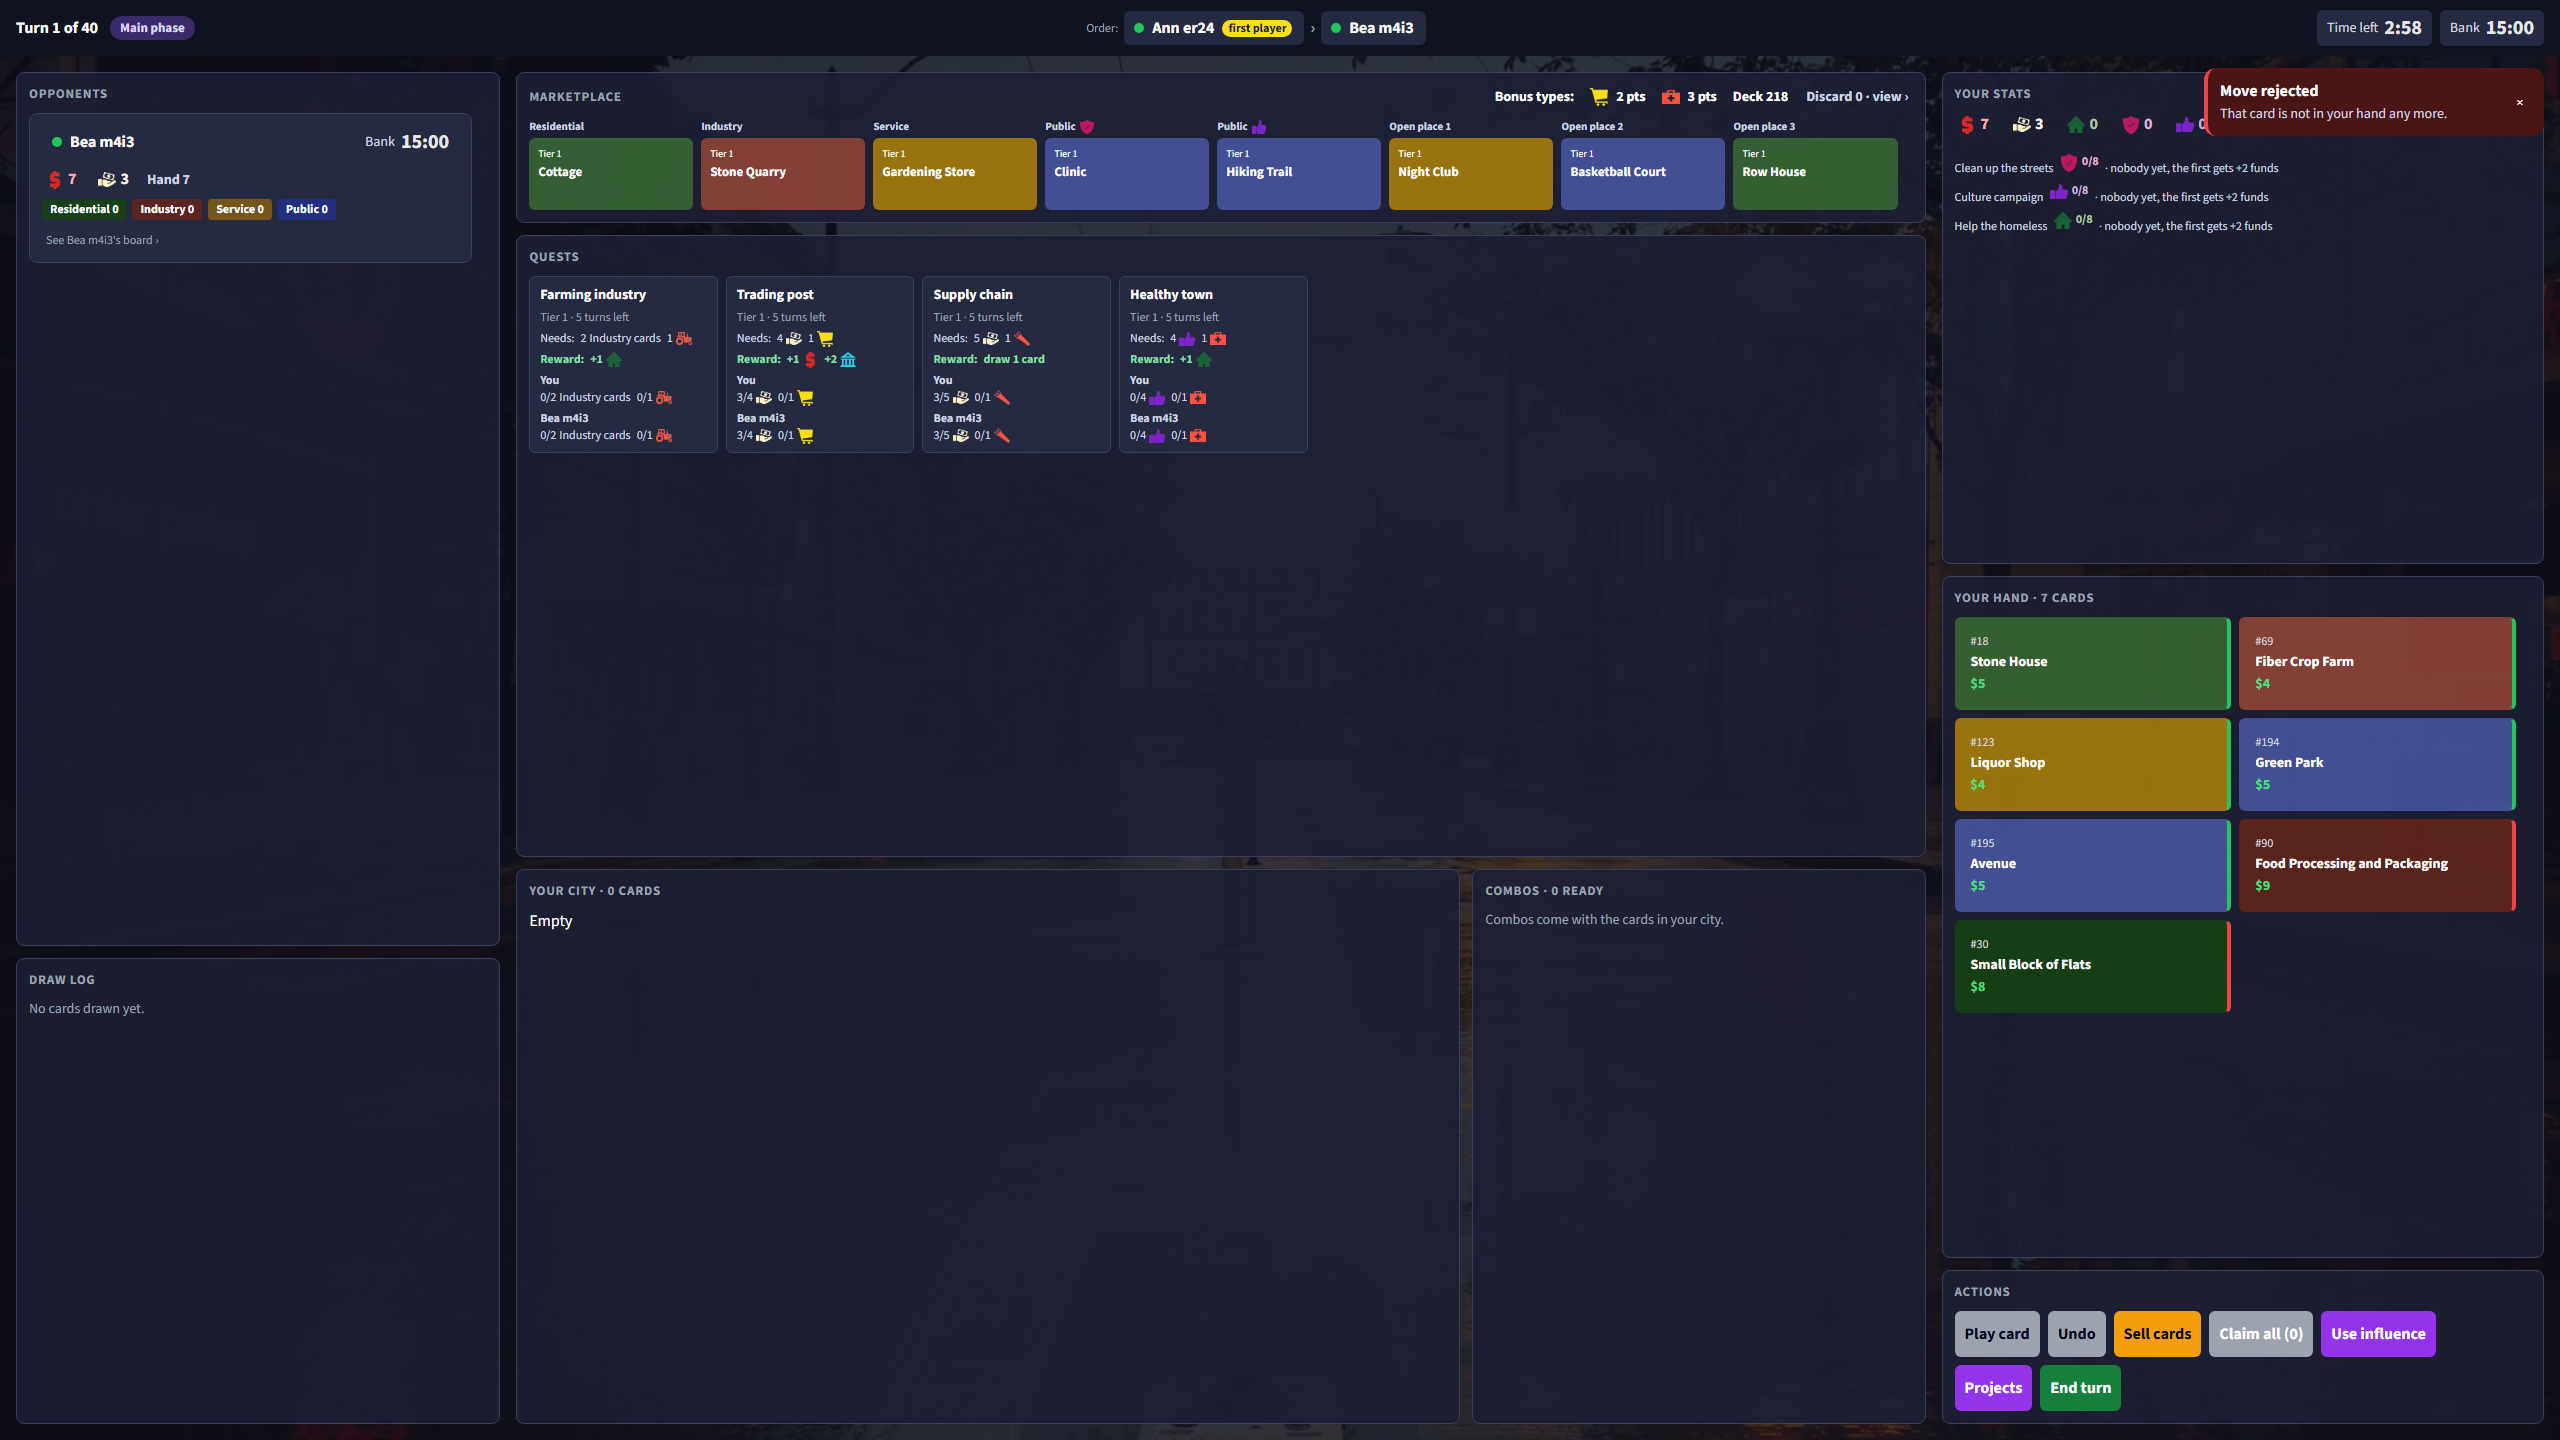 Turn 1 of 40 Main phase
Order: Ann er24 first player › Bea m4i3
Time left 2:58 Bank 15:00
OPPONENTS
Bea m4i3 Bank 15:00
7 3 Hand 7
Residential 0 Industry 0 Service 0 Public 0
See Bea m4i3's board ›
DRAW LOG
No cards drawn yet.
MARKETPLACE Bonus types: 2 pts 3 pts Deck 218 Discard 0 · view ›
Residential Industry Service Public Public Open place 1 Open place 2 Open place 3
Tier 1 Tier 1 Tier 1 Tier 1 Tier 1 Tier 1 Tier 1 Tier 1
Cottage Stone Quarry Gardening Store Clinic Hiking Trail Night Club Basketball Court Row House
QUESTS
Farming industry
Tier 1 · 5 turns left
Needs: 2 Industry cards 1
Reward: +1
You
0/2 Industry cards 0/1
Bea m4i3
0/2 Industry cards 0/1
Trading post
Tier 1 · 5 turns left
Needs: 4 1
Reward: +1 +2
You
3/4 0/1
Bea m4i3
3/4 0/1
Supply chain
Tier 1 · 5 turns left
Needs: 5 1
Reward: draw 1 card
You
3/5 0/1
Bea m4i3
3/5 0/1
Healthy town
Tier 1 · 5 turns left
Needs: 4 1
Reward: +1
You
0/4 0/1
Bea m4i3
0/4 0/1
YOUR CITY · 0 CARDS
Empty
COMBOS · 0 READY
Combos come with the cards in your city.
YOUR STATS
7 3 0 0 0
Move rejected
That card is not in your hand any more.
×
Clean up the streets 0/8 · nobody yet, the first gets +2 funds
Culture campaign 0/8 · nobody yet, the first gets +2 funds
Help the homeless 0/8 · nobody yet, the first gets +2 funds
YOUR HAND · 7 CARDS
#18
Stone House
$5
#69
Fiber Crop Farm
$4
#123
Liquor Shop
$4
#194
Green Park
$5
#195
Avenue
$5
#90
Food Processing and Packaging
$9
#30
Small Block of Flats
$8
ACTIONS
Play card Undo Sell cards Claim all (0) Use influence
Projects End turn